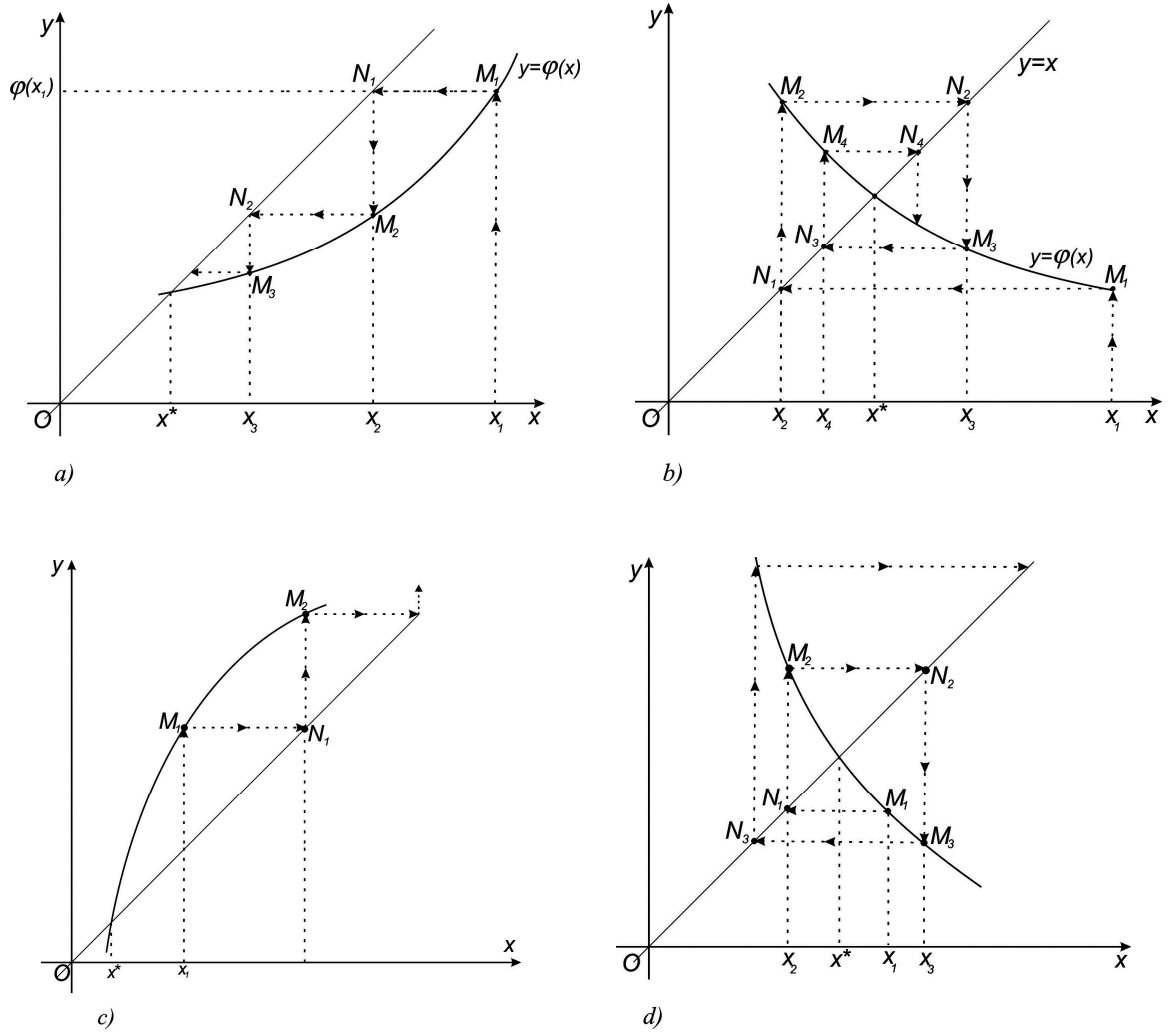 y
N₁
M₁
y=φ(x)
φ(x₁)
N₂
M₂
M₃
O
x*
x₃
x₂
x₁
x
a)
y
y=x
M₂
N₂
M₄
N₄
N₃
M₃
y=φ(x)
N₁
M₁
O
x₂
x₄
x*
x₃
x₁
x
b)
y
M₂
M₁
N₁
x
O
x*
x₁
c)
y
M₂
N₂
N₁
M₁
N₃
M₃
O
x₂
x*
x₁
x₃
x
d)